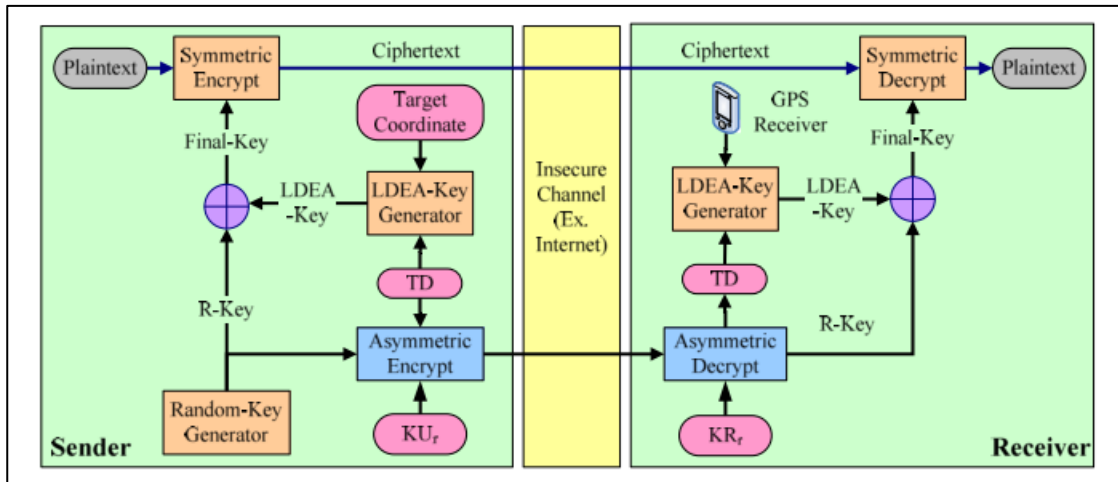 Plaintext
Symmetric
Encrypt
Ciphertext
Target
Coordinate
Final-Key
LDEA
-Key
LDEA-Key
Generator
TD
R-Key
Asymmetric
Encrypt
Random-Key
Generator
KUr
Sender
Insecure
Channel
(Ex.
Internet)
Ciphertext
Symmetric
Decrypt
Plaintext
GPS
Receiver
Final-Key
LDEA-Key
Generator
LDEA
-Key
TD
R-Key
Asymmetric
Decrypt
KRr
Receiver